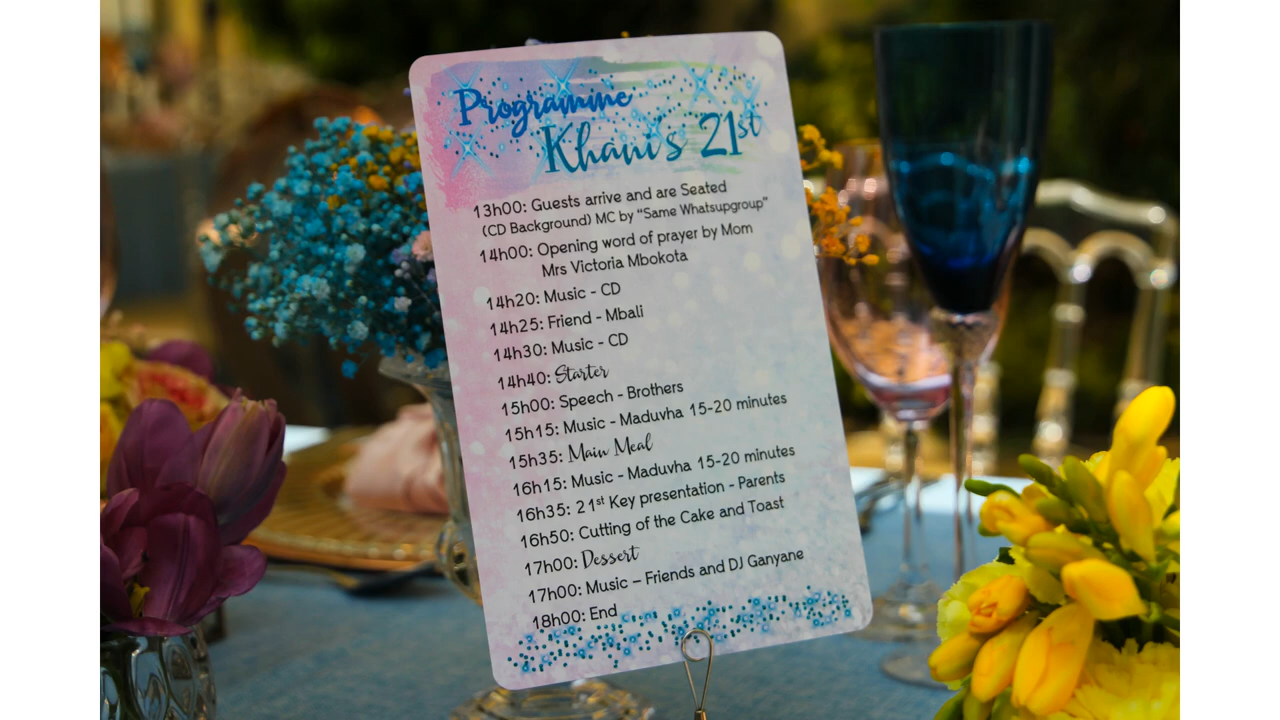 Programme
Khani's 21st
13h00: Guests arrive and are Seated
(CD Background) MC by "Same Whatsupgroup"
14h00: Opening word of prayer by Mom
Mrs Victoria Mbokota
14h20: Music - CD
14h25: Friend - Mbali
14h30: Music - CD
14h40: Starter
15h00: Speech - Brothers
15h15: Music - Maduvha 15-20 minutes
15h35: Main Meal
16h15: Music - Maduvha 15-20 minutes
16h35: 21st Key presentation - Parents
16h50: Cutting of the Cake and Toast
17h00: Dessert
17h00: Music – Friends and DJ Ganyane
18h00: End